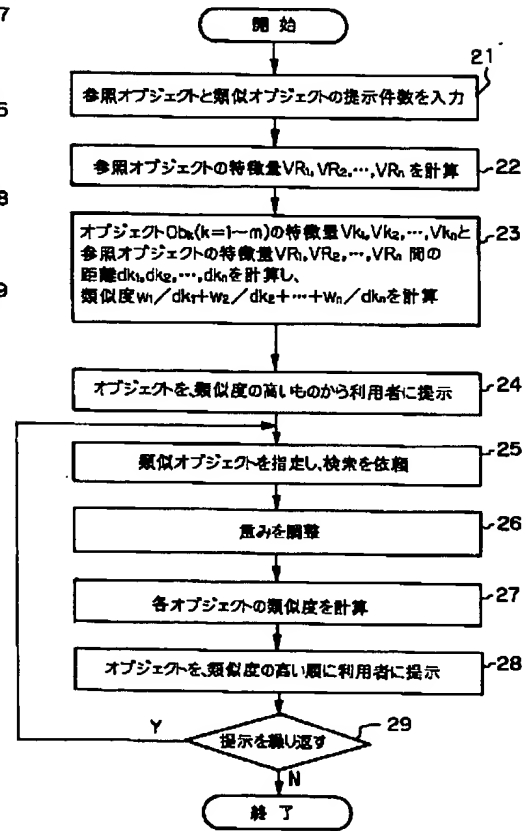 開始
21
参照オブジェクトと類似オブジェクトの提示件数を入力
参照オブジェクトの特徴量VR₁,VR₂,…,VRₙを計算
22
オブジェクトObₖ(k=1~m)の特徴量Vk₁,Vk₂,…,Vkₙと
参照オブジェクトの特徴量VR₁,VR₂,…,VRₙ間の
距離dk₁,dk₂,…,dkₙを計算し、
類似度w₁/dk₁+w₂/dk₂+…+wₙ/dkₙを計算
23
オブジェクトを、類似度の高いものから利用者に提示
24
類似オブジェクトを指定し、検索を依頼
25
重みを調整
26
各オブジェクトの類似度を計算
27
オブジェクトを、類似度の高い順に利用者に提示
28
提示を繰り返す
29
Y
N
終了
7
8
9